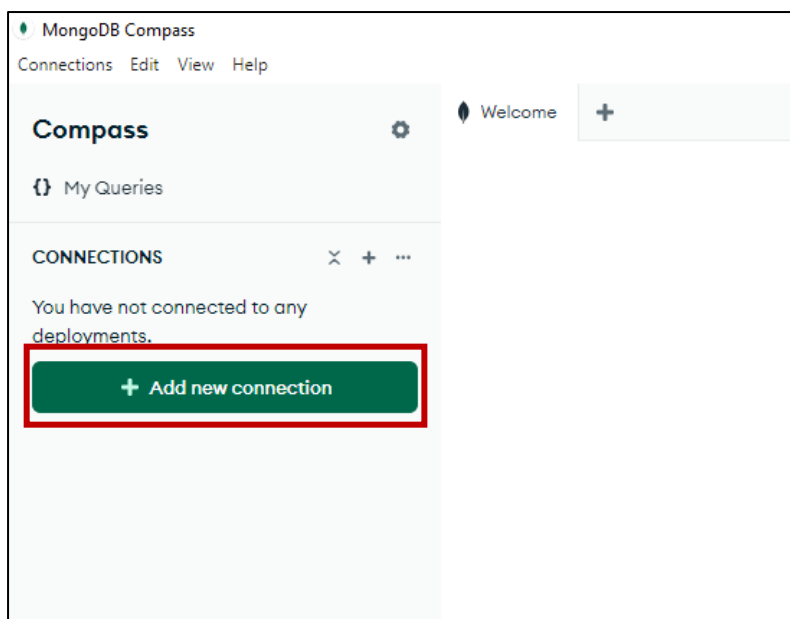 MongoDB Compass
Connections Edit View Help
Compass
Welcome
{} My Queries
CONNECTIONS
You have not connected to any
deployments.
+ Add new connection